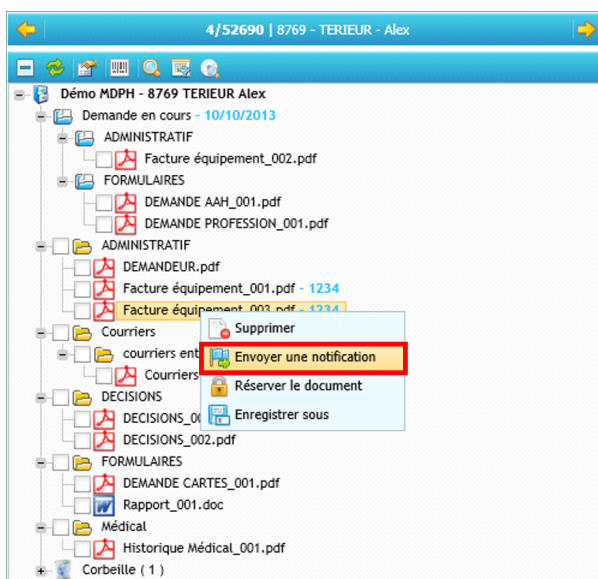 4/52690 | 8769 - TERIEUR - Alex
Démo MDPH - 8769 TERIEUR Alex
Demande en cours - 10/10/2013
ADMINISTRATIF
Facture équipement_002.pdf
FORMULAIRES
DEMANDE AAH_001.pdf
DEMANDE PROFESSION_001.pdf
ADMINISTRATIF
DEMANDEUR.pdf
Facture équipement_001.pdf - 1234
Facture équipement_003.pdf - 1234
Supprimer
Envoyer une notification
Réserver le document
Enregistrer sous
Courriers
courriers ent
Courriers
DECISIONS
DECISIONS_00
DECISIONS_002.pdf
FORMULAIRES
DEMANDE CARTES_001.pdf
Rapport_001.doc
Médical
Historique Médical_001.pdf
Corbeille ( 1 )